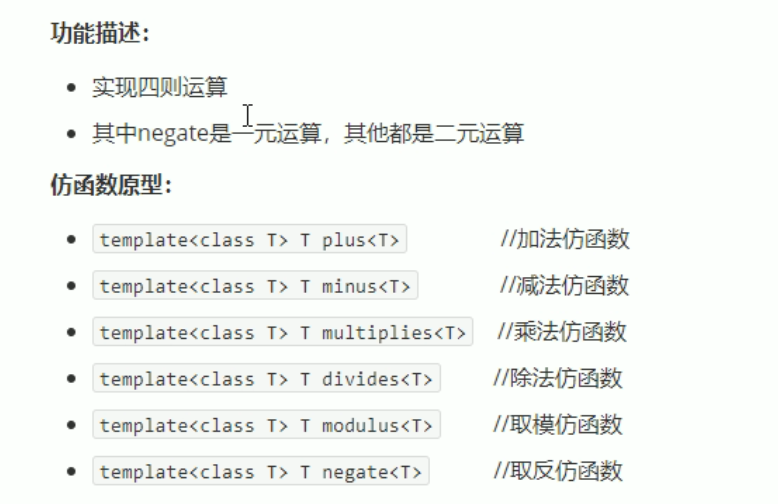 功能描述：
实现四则运算
其中negate是一元运算，其他都是二元运算
仿函数原型：
template<class T> T plus<T> //加法仿函数
template<class T> T minus<T> //减法仿函数
template<class T> T multiplies<T> //乘法仿函数
template<class T> T divides<T> //除法仿函数
template<class T> T modulus<T> //取模仿函数
template<class T> T negate<T> //取反仿函数